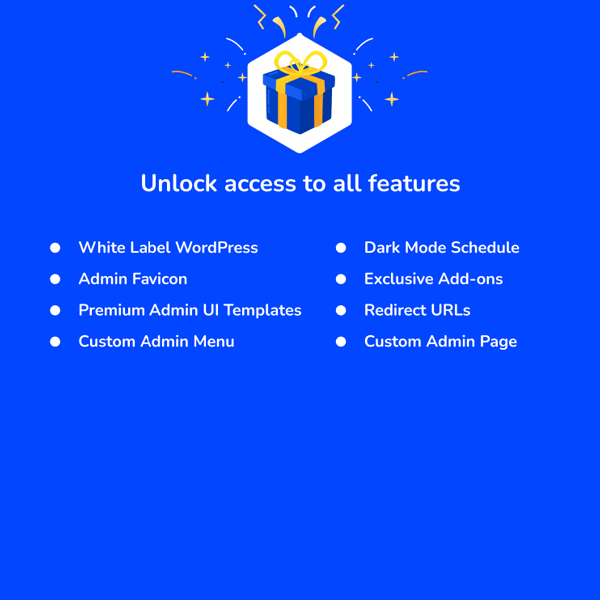 Unlock access to all features
White Label WordPress
Admin Favicon
Premium Admin UI Templates
Custom Admin Menu
Dark Mode Schedule
Exclusive Add-ons
Redirect URLs
Custom Admin Page